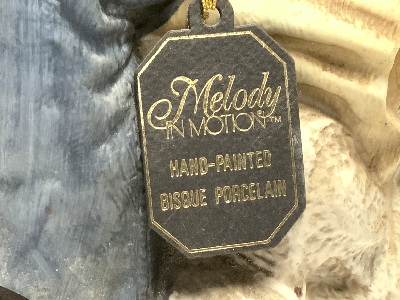 Melody
IN MOTION™
HAND-PAINTED
BISQUE PORCELAIN